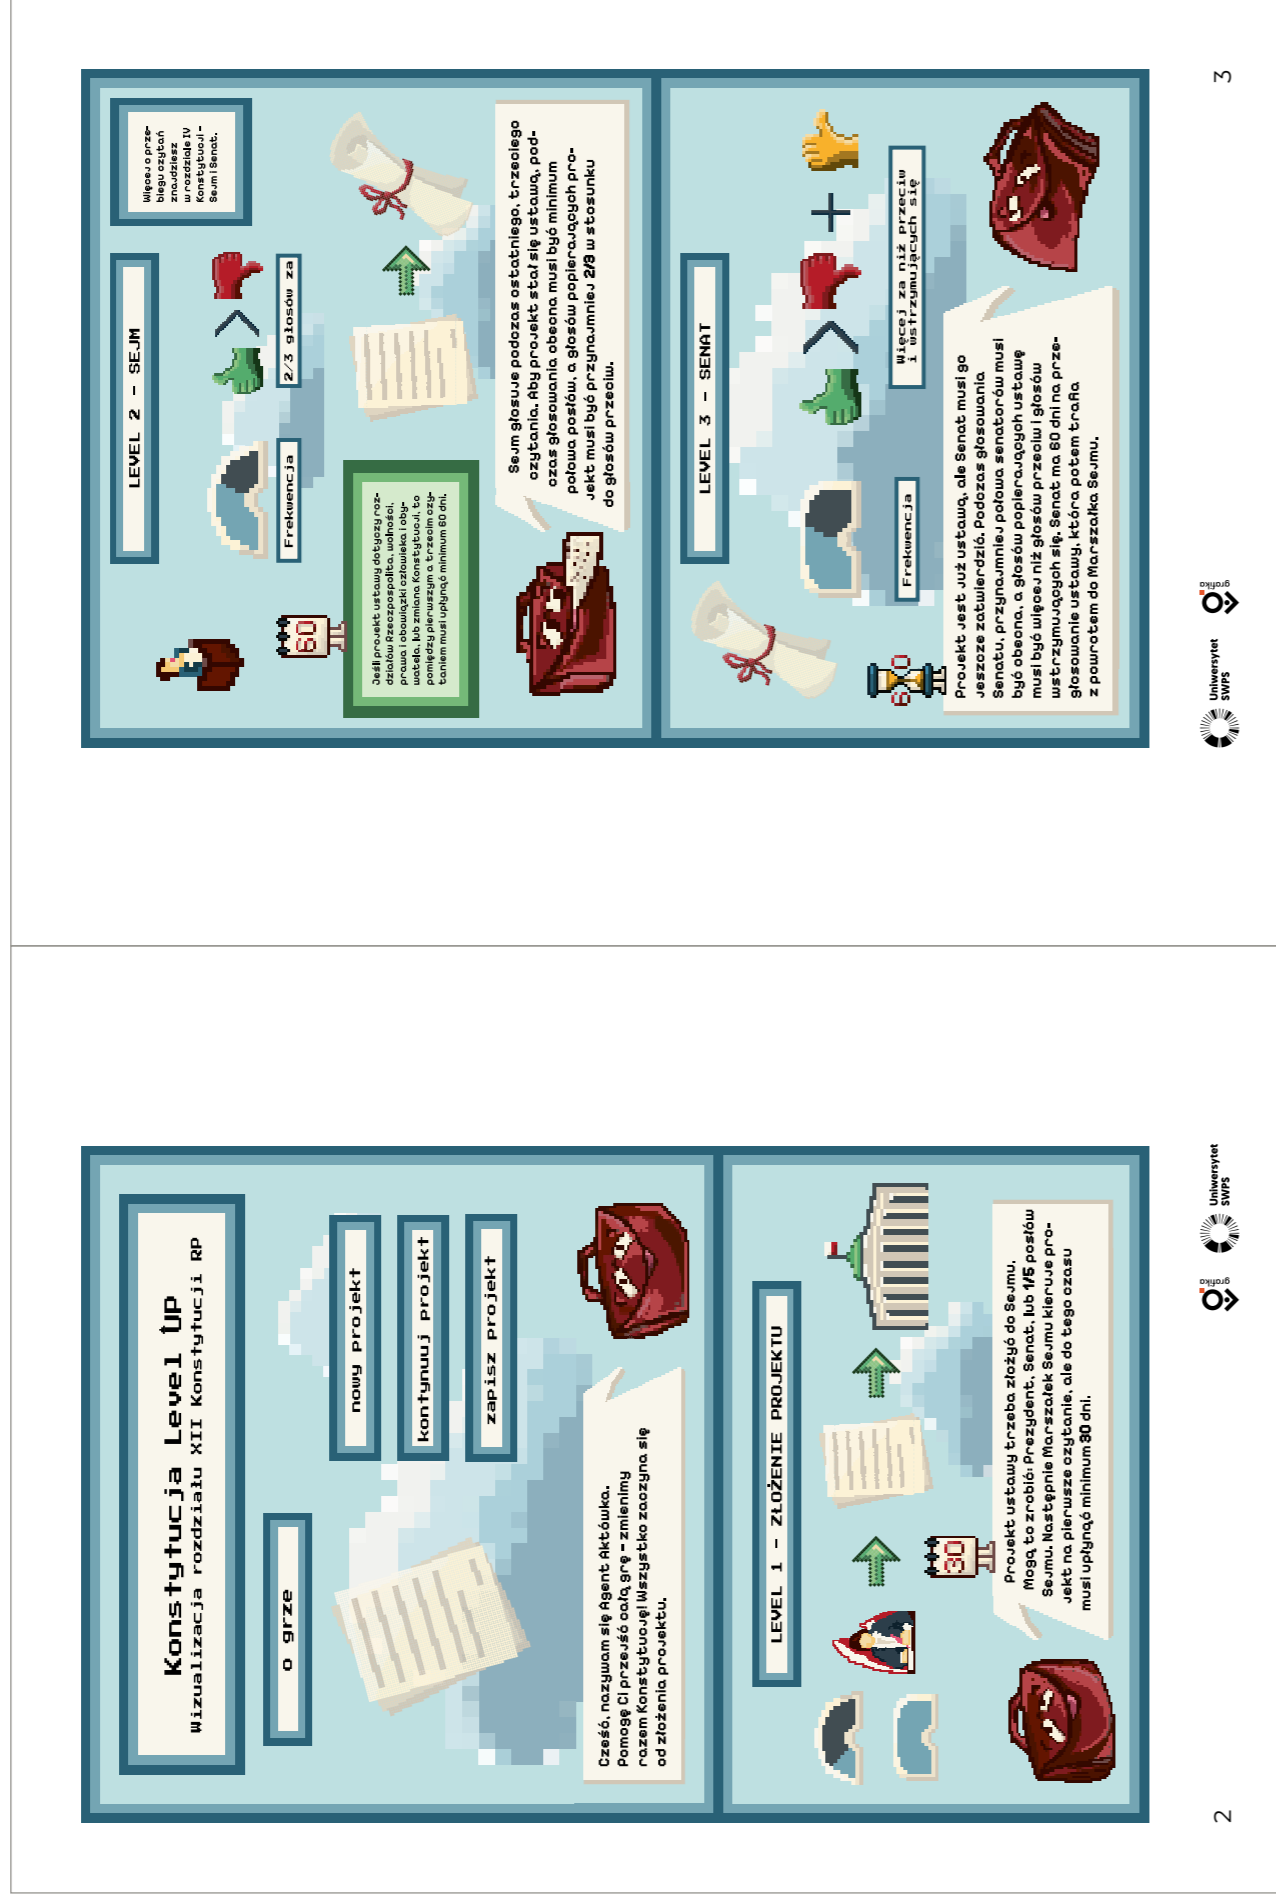 Konstytucja Level UP
Wizualizacja rozdziału XII Konstytucji RP
o grze
nowy projekt
kontynuuj projekt
zapisz projekt
Cześć, nazywam się Agent Aktówka.
Pomogę Ci przejść całą grę – zmienimy
razem Konstytucję! Wszystko zaczyna się
od złożenia projektu.
LEVEL 1 – ZŁOŻENIE PROJEKTU
30
Projekt ustawy trzeba złożyć do Sejmu.
Mogą to zrobić: Prezydent, Senat, lub 1/5 posłów
Sejmu. Następnie Marszałek Sejmu kieruje pro-
jekt na pierwsze czytanie, ale do tego czasu
musi upłynąć minimum 30 dni.
2
grafika
Uniwersytet
SWPS
LEVEL 2 – SEJM
Więcej o prze-
biegu czytań
znajdziesz
w rozdziale IV
Konstytucji –
Sejm i Senat.
Frekwencja
2/3 głosów za
60
Jeśli projekt ustawy dotyczy roz-
działów Rzeczpospolita, wolności,
prawa i obowiązki człowieka i oby-
watela, lub zmiana Konstytucji, to
pomiędzy pierwszym a trzecim czy-
taniem musi upłynąć minimum 60 dni.
Sejm głosuje podczas ostatniego, trzeciego
czytania. Aby projekt stał się ustawą, pod-
czas głosowania obecna musi być minimum
połowa posłów, a głosów popierających pro-
jekt musi być przynajmniej 2/3 w stosunku
do głosów przeciw.
LEVEL 3 – SENAT
Frekwencja
Więcej za niż przeciw
i wstrzymujących się
60
Projekt jest już ustawą, ale Senat musi go
jeszcze zatwierdzić. Podczas głosowania
Senatu, przynajmniej połowa senatorów musi
być obecna, a głosów popierających ustawę
musi być więcej niż głosów przeciw i głosów
wstrzymujących się. Senat ma 60 dni na prze-
głosowanie ustawy, która potem trafia
z powrotem do Marszałka Sejmu.
Uniwersytet
SWPS
grafika
3